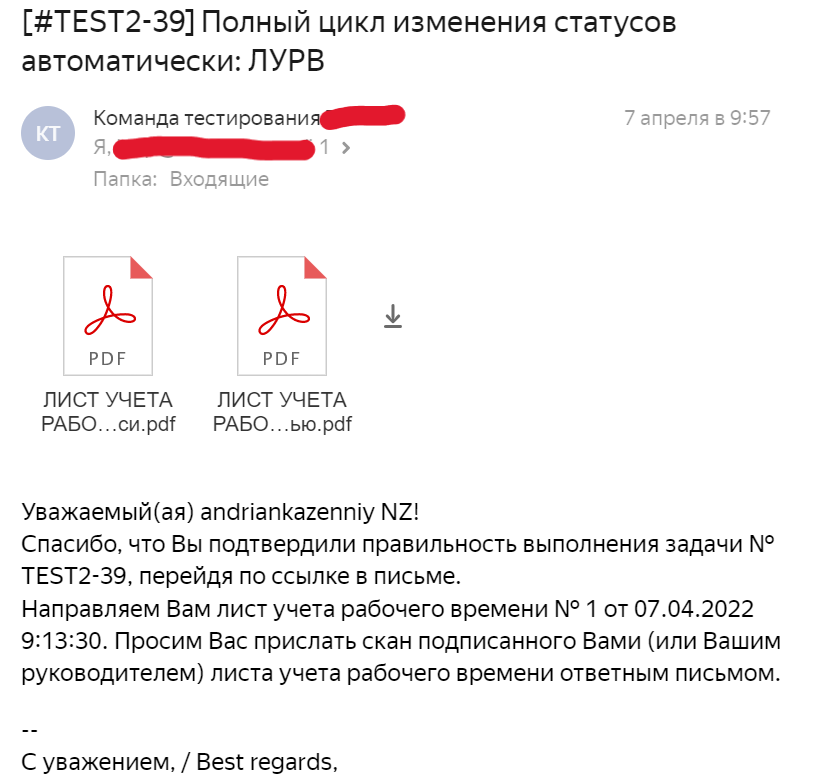 [#TEST2-39] Полный цикл изменения статусов
автоматически: ЛУРВ
КТ
Команда тестирования
7 апреля в 9:57
Я,
1
Папка: Входящие
PDF
PDF
ЛИСТ УЧЕТА
РАБО…си.pdf
ЛИСТ УЧЕТА
РАБО…ью.pdf
Уважаемый(ая) andriankazenniy NZ!
Спасибо, что Вы подтвердили правильность выполнения задачи №
TEST2-39, перейдя по ссылке в письме.
Направляем Вам лист учета рабочего времени № 1 от 07.04.2022
9:13:30. Просим Вас прислать скан подписанного Вами (или Вашим
руководителем) листа учета рабочего времени ответным письмом.
--
С уважением, / Best regards,